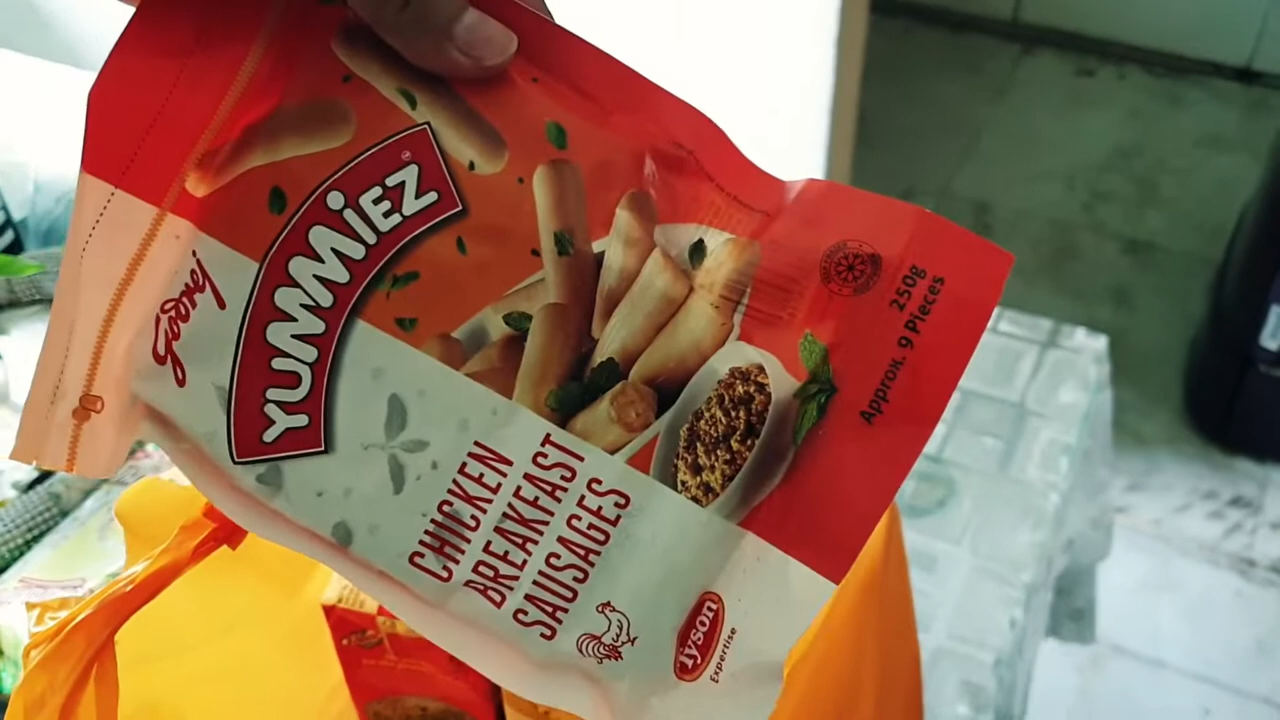 Godrej
YUMMIEZ
CHICKEN
BREAKFAST
SAUSAGES
250g
Approx. 9 Pieces
Tyson
Expertise